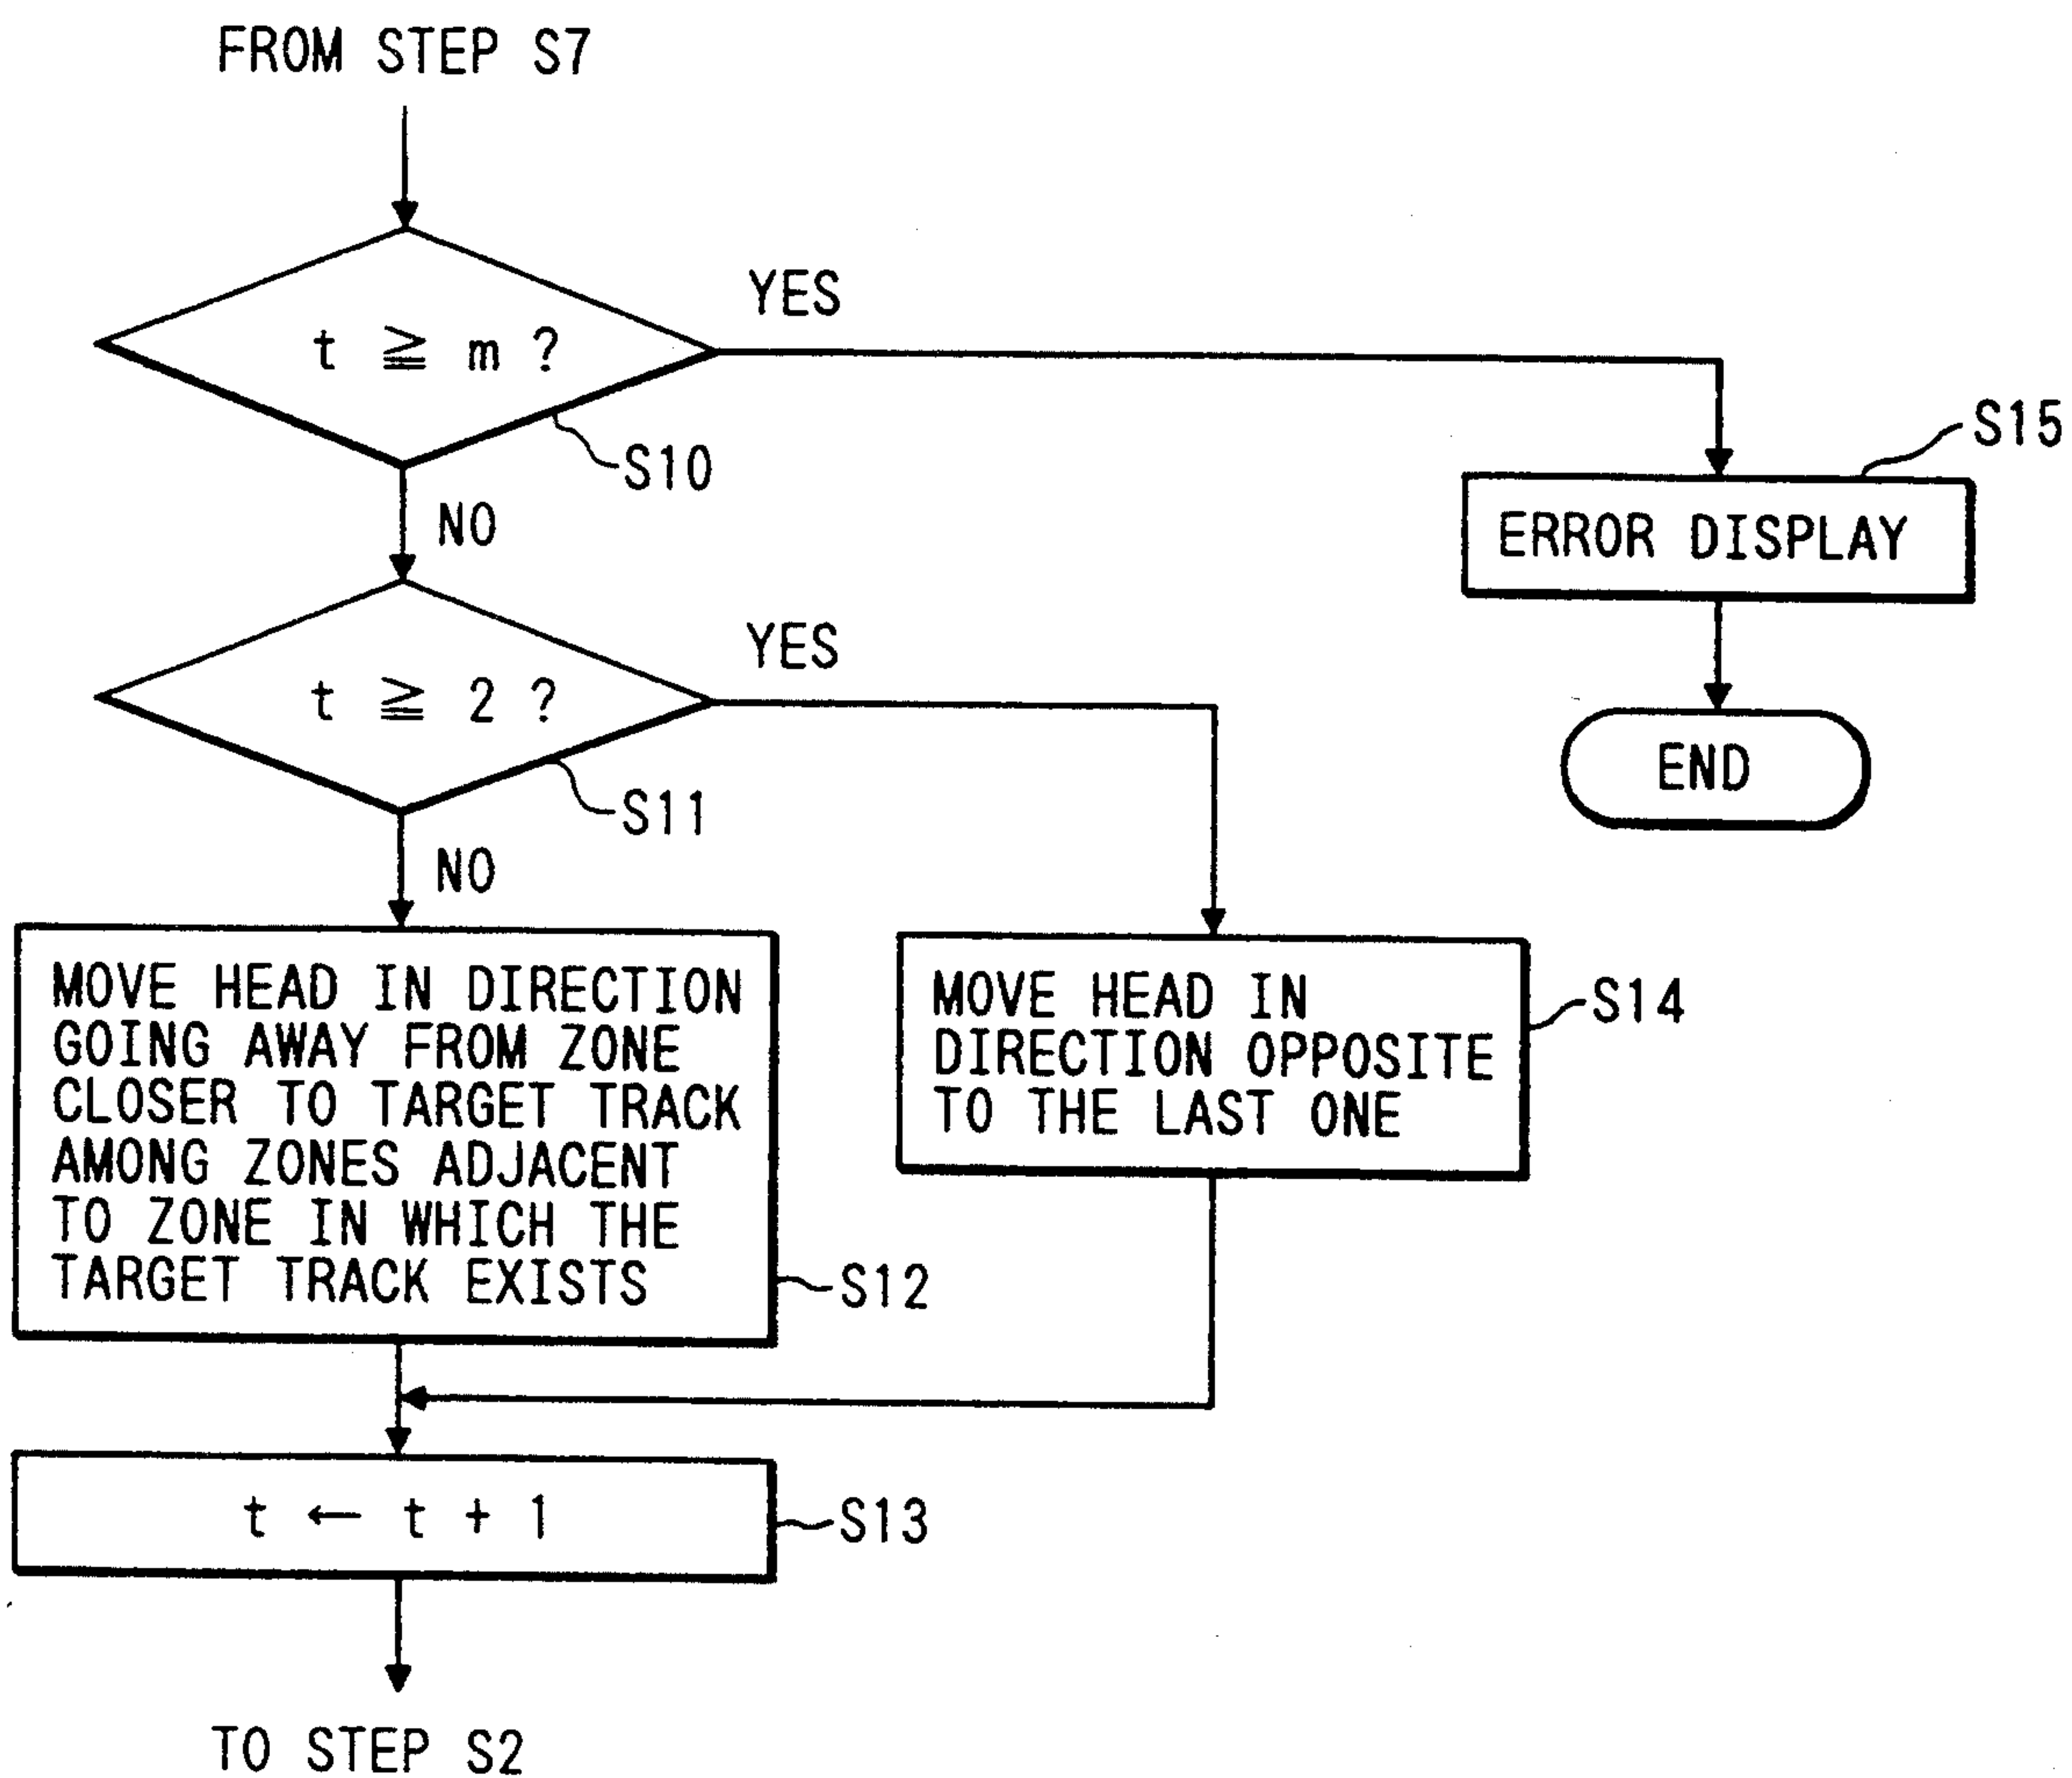 FROM STEP S7
YES
t ≧ m ?
S10
S15
NO
ERROR DISPLAY
YES
t ≧ 2 ?
END
S11
NO
MOVE HEAD IN DIRECTION
GOING AWAY FROM ZONE
CLOSER TO TARGET TRACK
AMONG ZONES ADJACENT
TO ZONE IN WHICH THE
TARGET TRACK EXISTS
S12
MOVE HEAD IN
DIRECTION OPPOSITE
TO THE LAST ONE
S14
t ← t + 1
S13
TO STEP S2